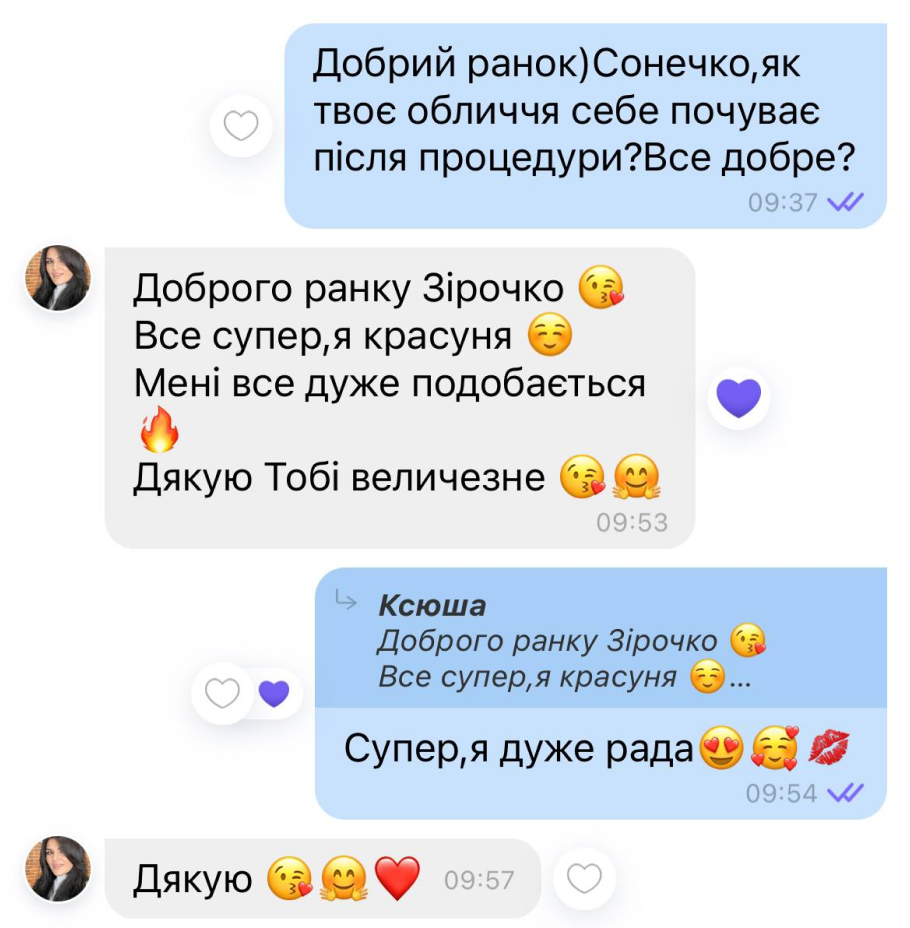 Добрий ранок)Сонечко,як
твоє обличчя себе почуває
після процедури?Все добре?
09:37
Доброго ранку Зірочко 😘
Все супер,я красуня ☺️
Мені все дуже подобається
🔥
Дякую Тобі величезне 😘🤗
09:53
Ксюша
Доброго ранку Зірочко 😘
Все супер,я красуня ☺️...
Супер,я дуже рада😍🥰💋
09:54
Дякую 😘🤗❤️ 09:57